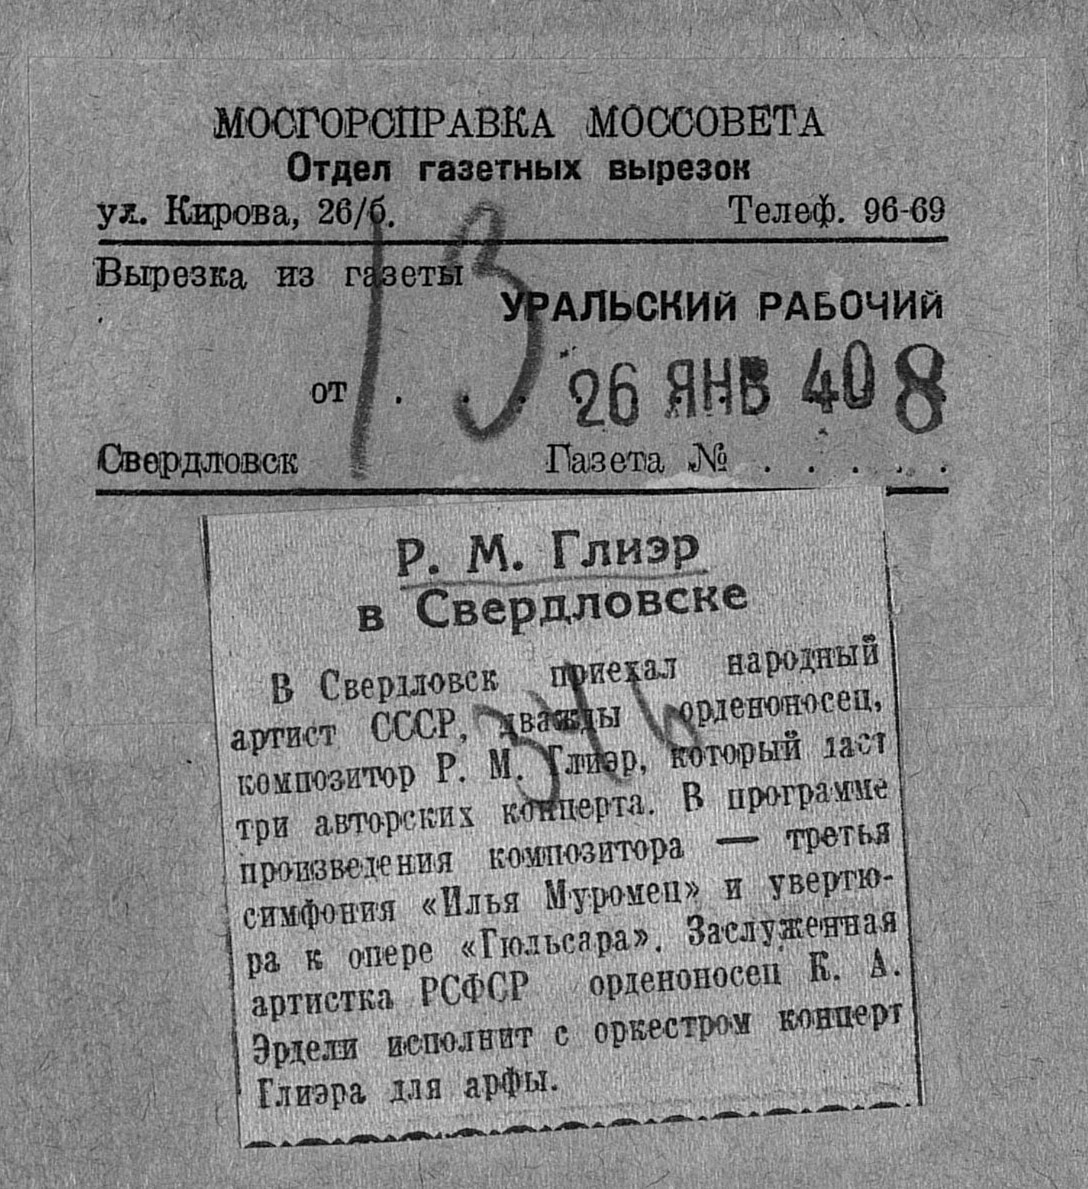 МОСГОРСПРАВКА МОССОВЕТА
Отдел газетных вырезок
ул. Кирова, 26/б. Телеф. 96-69
Вырезка из газеты
УРАЛЬСКИЙ РАБОЧИЙ
13
от . . . 26 ЯНВ 40 8
Свердловск Газета № . . . . .
Р. М. Глиэр
в Свердловске
В Свердловск приехал народный
артист СССР, дважды орденоносец,
композитор Р. М. Глиэр, который даст
три авторских концерта. В программе
произведения композитора — третья
симфония «Илья Муромец» и увертю-
ра к опере «Гюльсара». Заслуженная
артистка РСФСР орденоносец К. А.
Эрдели исполнит с оркестром концерт
Глиэра для арфы.